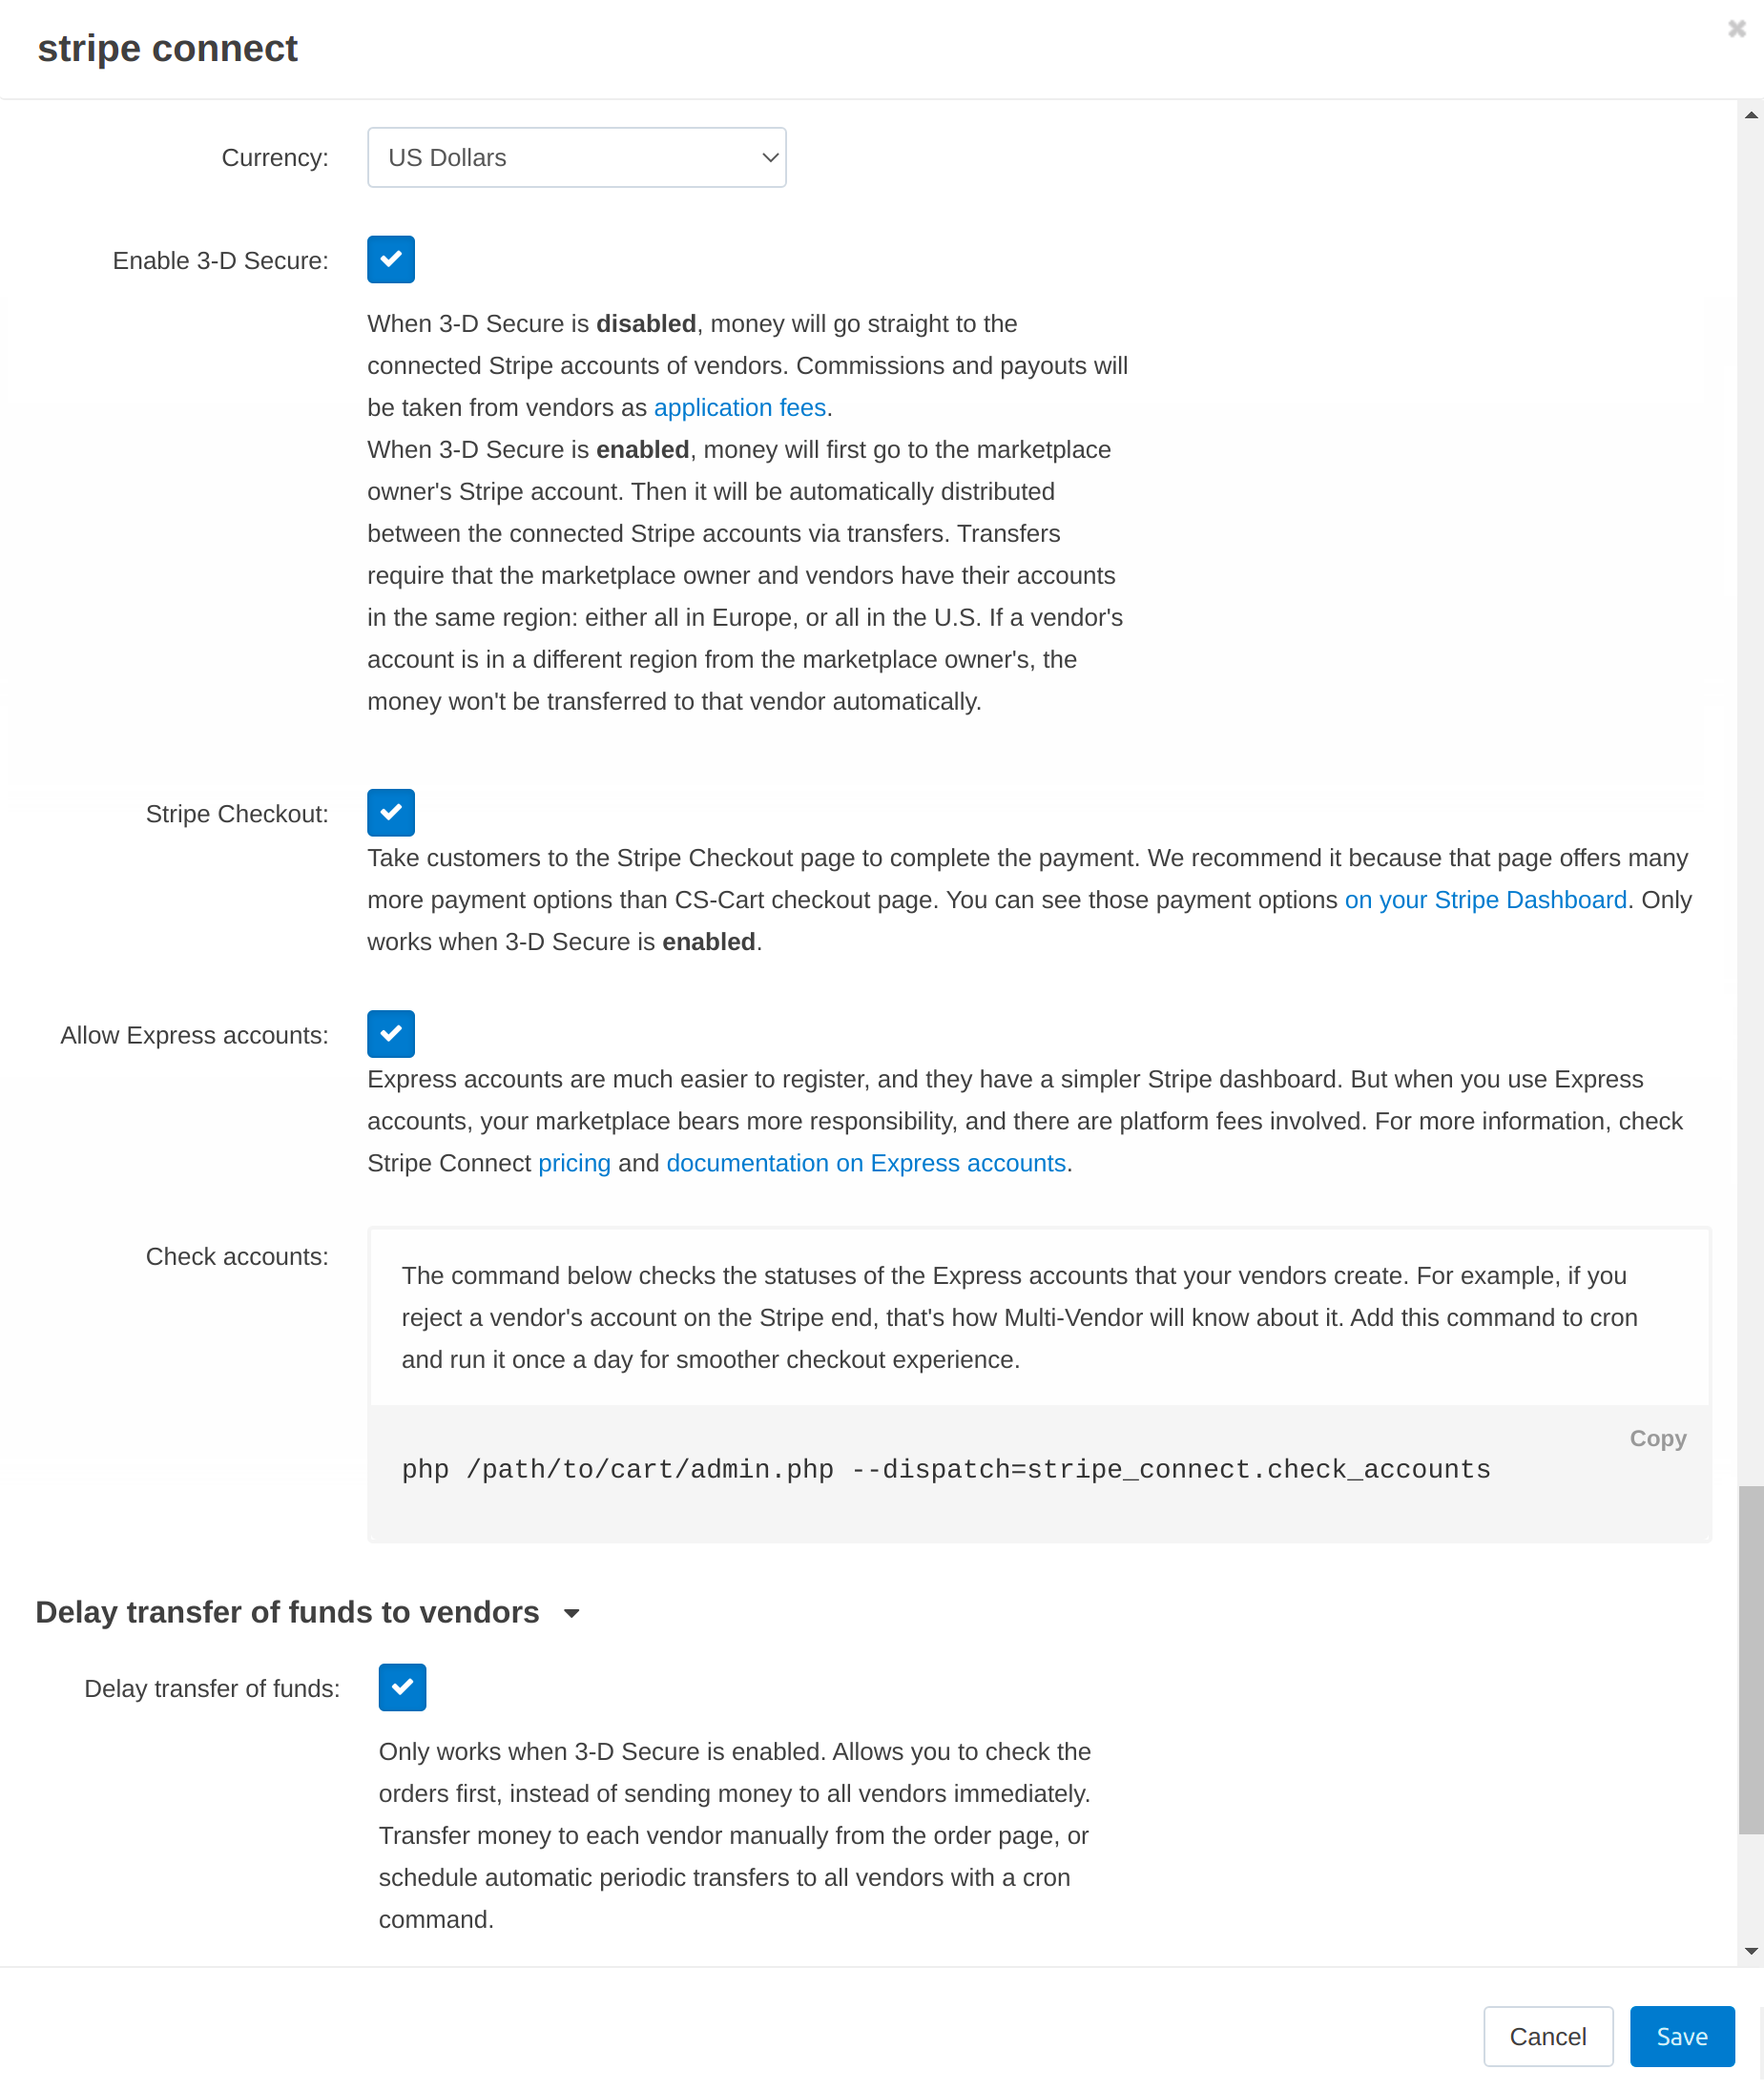 stripe connect
Currency:
US Dollars
Enable 3-D Secure:
When 3-D Secure is disabled, money will go straight to the
connected Stripe accounts of vendors. Commissions and payouts will
be taken from vendors as application fees.
When 3-D Secure is enabled, money will first go to the marketplace
owner's Stripe account. Then it will be automatically distributed
between the connected Stripe accounts via transfers. Transfers
require that the marketplace owner and vendors have their accounts
in the same region: either all in Europe, or all in the U.S. If a vendor's
account is in a different region from the marketplace owner's, the
money won't be transferred to that vendor automatically.
Stripe Checkout:
Take customers to the Stripe Checkout page to complete the payment. We recommend it because that page offers many
more payment options than CS-Cart checkout page. You can see those payment options on your Stripe Dashboard. Only
works when 3-D Secure is enabled.
Allow Express accounts:
Express accounts are much easier to register, and they have a simpler Stripe dashboard. But when you use Express
accounts, your marketplace bears more responsibility, and there are platform fees involved. For more information, check
Stripe Connect pricing and documentation on Express accounts.
Check accounts:
The command below checks the statuses of the Express accounts that your vendors create. For example, if you
reject a vendor's account on the Stripe end, that's how Multi-Vendor will know about it. Add this command to cron
and run it once a day for smoother checkout experience.
Copy
php /path/to/cart/admin.php --dispatch=stripe_connect.check_accounts
Delay transfer of funds to vendors
Delay transfer of funds:
Only works when 3-D Secure is enabled. Allows you to check the
orders first, instead of sending money to all vendors immediately.
Transfer money to each vendor manually from the order page, or
schedule automatic periodic transfers to all vendors with a cron
command.
Cancel
Save